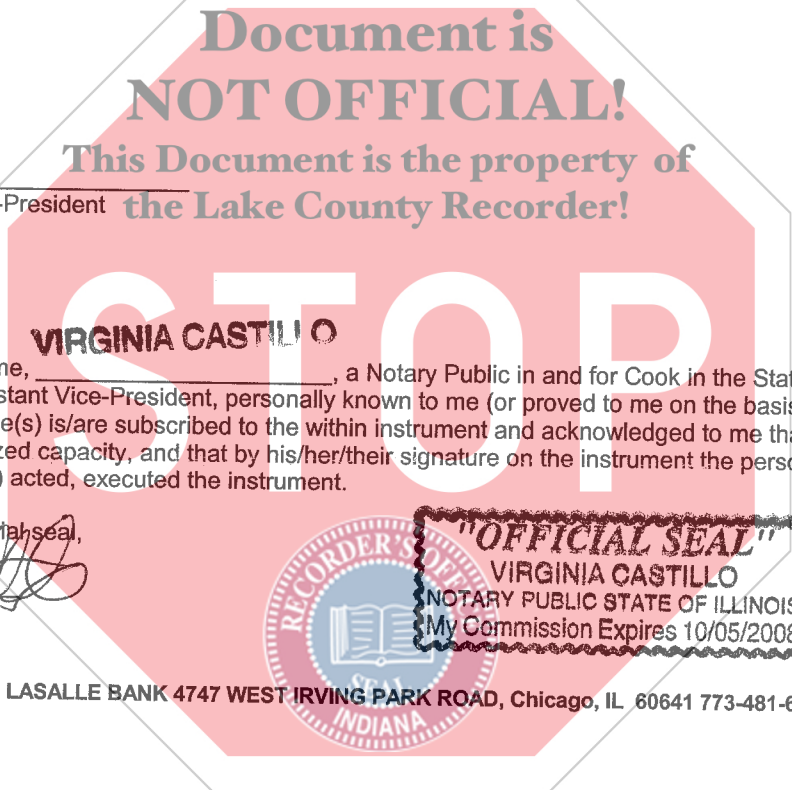 Document is
NOT OFFICIAL!
This Document is the property of
the Lake County Recorder!
-President
STOP
VIRGINIA CASTILLO
me, ____________________, a Notary Public in and for Cook in the Stat
stant Vice-President, personally known to me (or proved to me on the basis
e(s) is/are subscribed to the within instrument and acknowledged to me tha
zed capacity, and that by his/her/their signature on the instrument the perso
) acted, executed the instrument.
seal,
"OFFICIAL SEAL"
VIRGINIA CASTILLO
NOTARY PUBLIC STATE OF ILLINOIS
My Commission Expires 10/05/2008
RECORDER'S OFFICE
SEAL
INDIANA
LASALLE BANK 4747 WEST IRVING PARK ROAD, Chicago, IL 60641 773-481-6